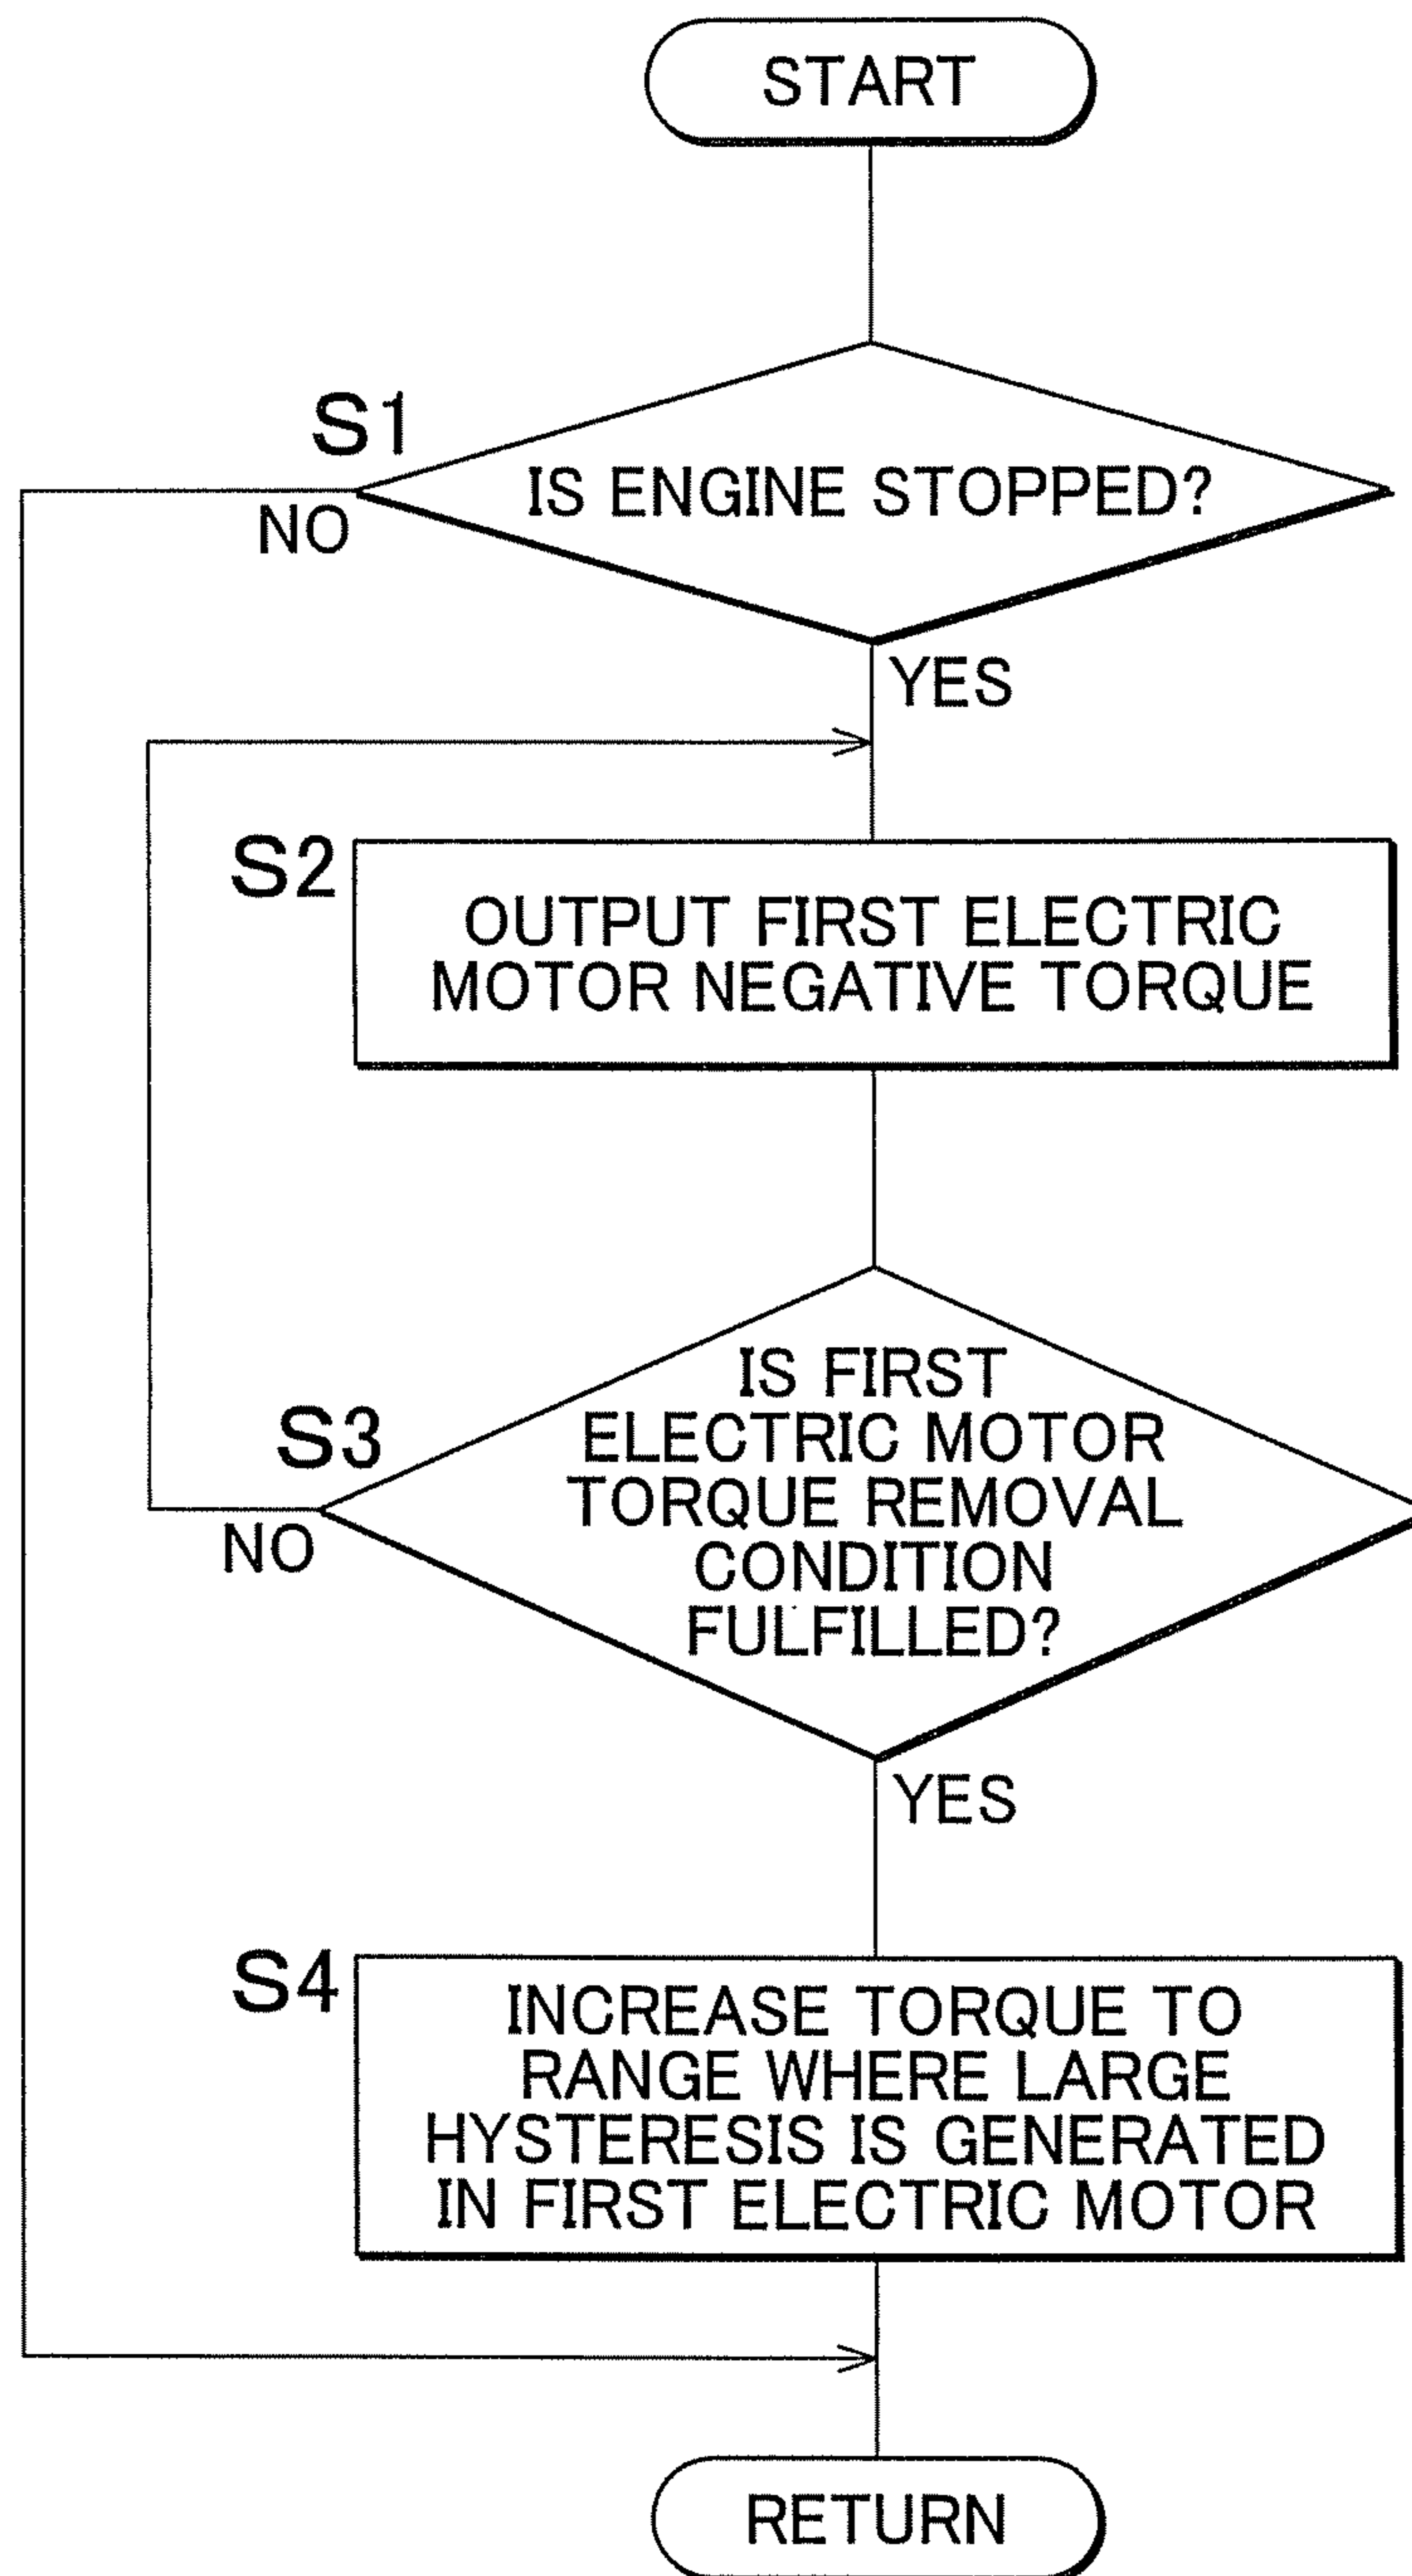 START
S1
IS ENGINE STOPPED?
NO
YES
S2
OUTPUT FIRST ELECTRIC
MOTOR NEGATIVE TORQUE
S3
IS FIRST
ELECTRIC MOTOR
TORQUE REMOVAL
CONDITION
FULFILLED?
NO
YES
S4
INCREASE TORQUE TO
RANGE WHERE LARGE
HYSTERESIS IS GENERATED
IN FIRST ELECTRIC MOTOR
RETURN